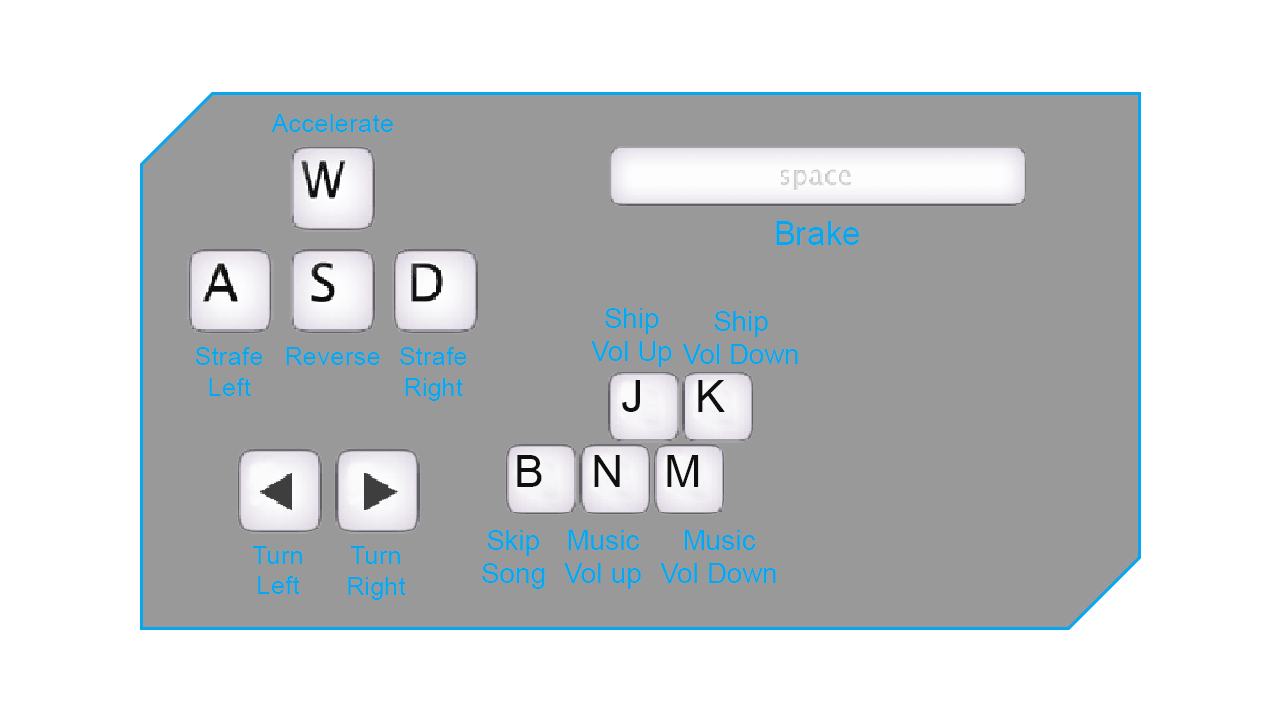 Accelerate
W
space
Brake
A S D
Strafe Left
Reverse
Strafe Right
Ship Vol Up
Ship Vol Down
J K
B N M
Turn Left
Turn Right
Skip Song
Music Vol up
Music Vol Down